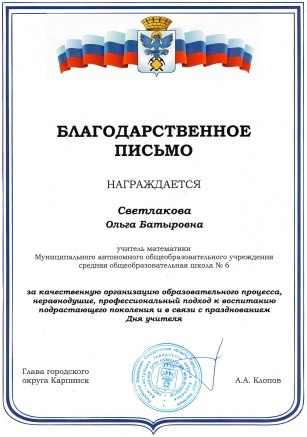 БЛАГОДАРСТВЕННОЕ
ПИСЬМО
НАГРАЖДАЕТСЯ
Светлакова
Ольга Батыровна
учитель математики
Муниципального автономного общеобразовательного учреждения
средняя общеобразовательная школа № 6
за качественную организацию образовательного процесса,
неравнодушие, профессиональный подход к воспитанию
подрастающего поколения и в связи с празднованием
Дня учителя
Глава городского
округа Карпинск
А.А. Клопов